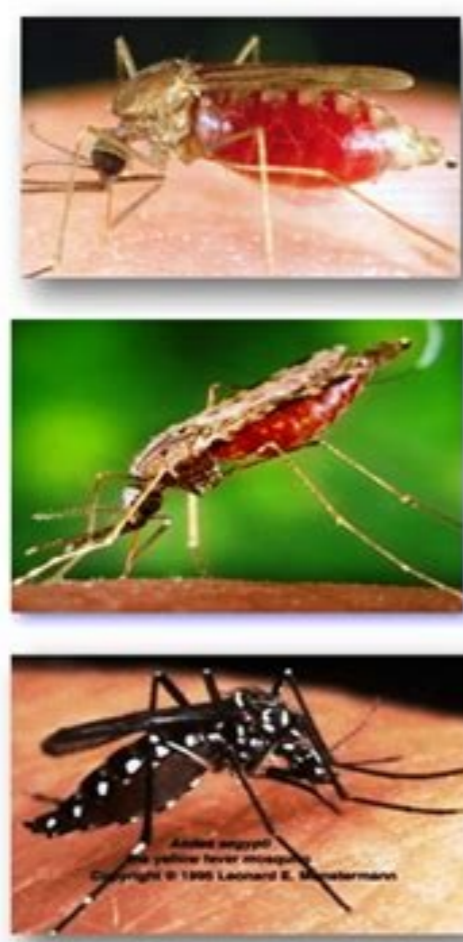 Aedes aegypti
the yellow fever mosquito
Copyright © 1995 Leonard E. Munstermann